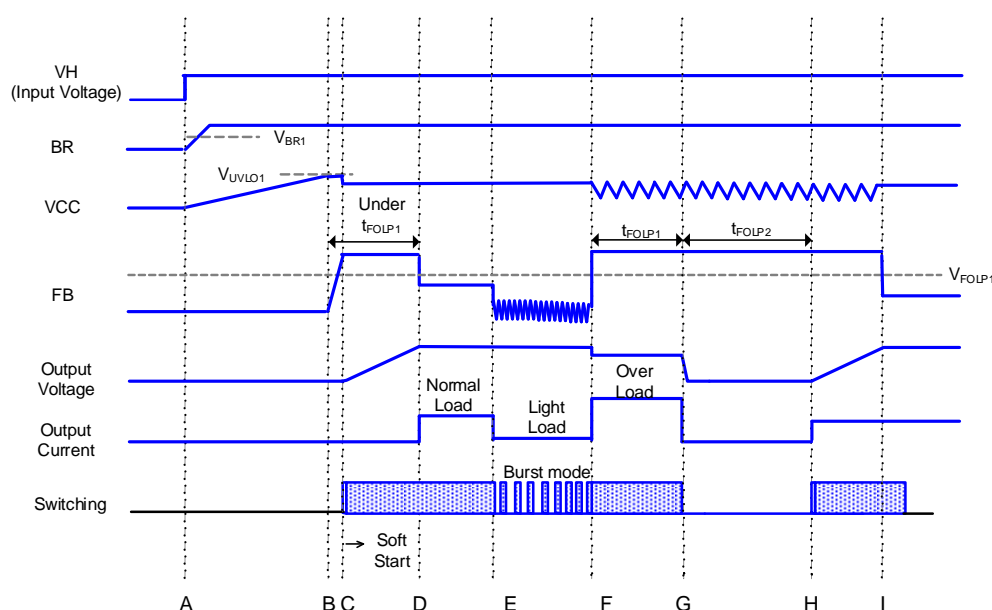 VH
(Input Voltage)
BR
VBR1
VUVLO1
VCC
Under
tFOLP1
tFOLP1
tFOLP2
VFOLP1
FB
Output
Voltage
Normal
Load
Light
Load
Over
Load
Output
Current
Burst mode
Switching
Soft
Start
A B C D E F G H I